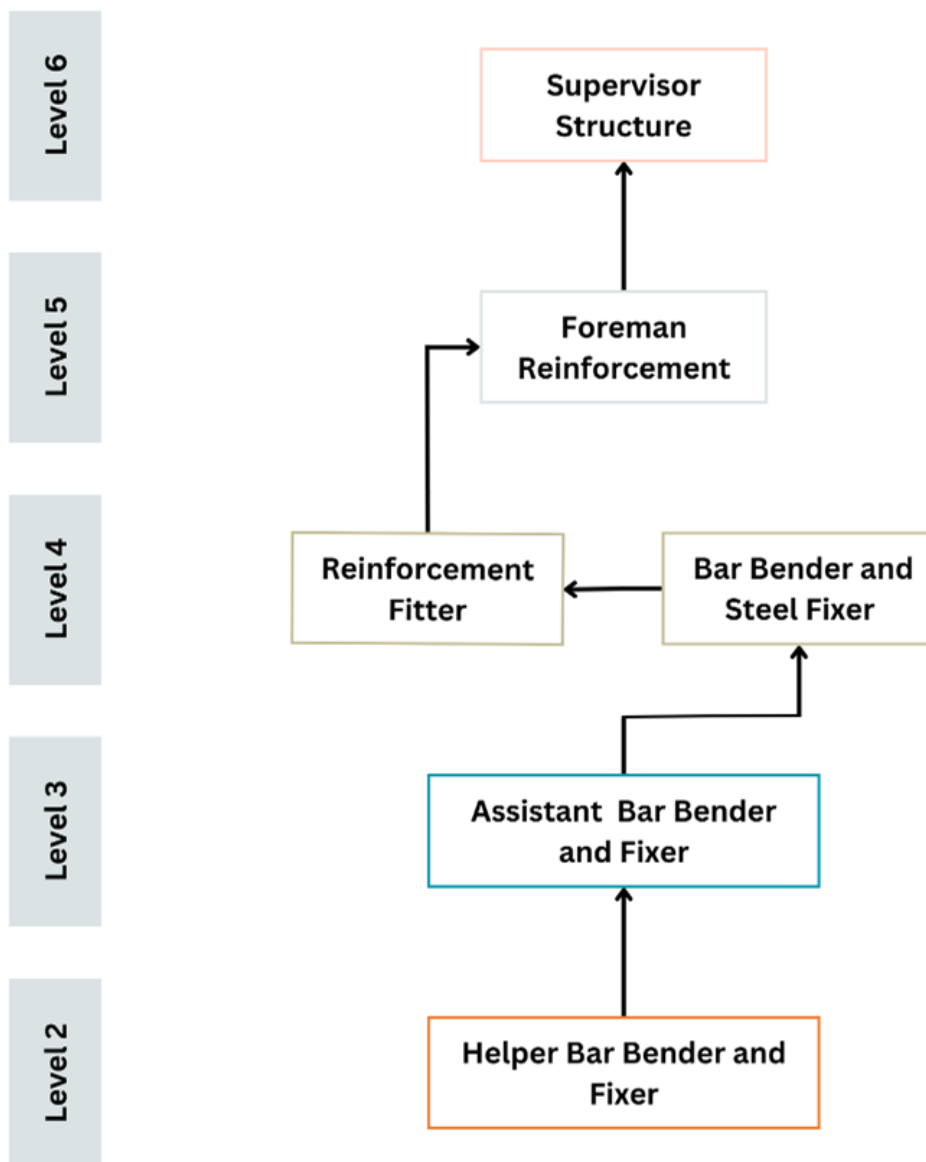 Level 6
Supervisor
Structure
Level 5
Foreman
Reinforcement
Level 4
Reinforcement
Fitter
Bar Bender and
Steel Fixer
Level 3
Assistant  Bar Bender
and Fixer
Level 2
Helper Bar Bender and
Fixer